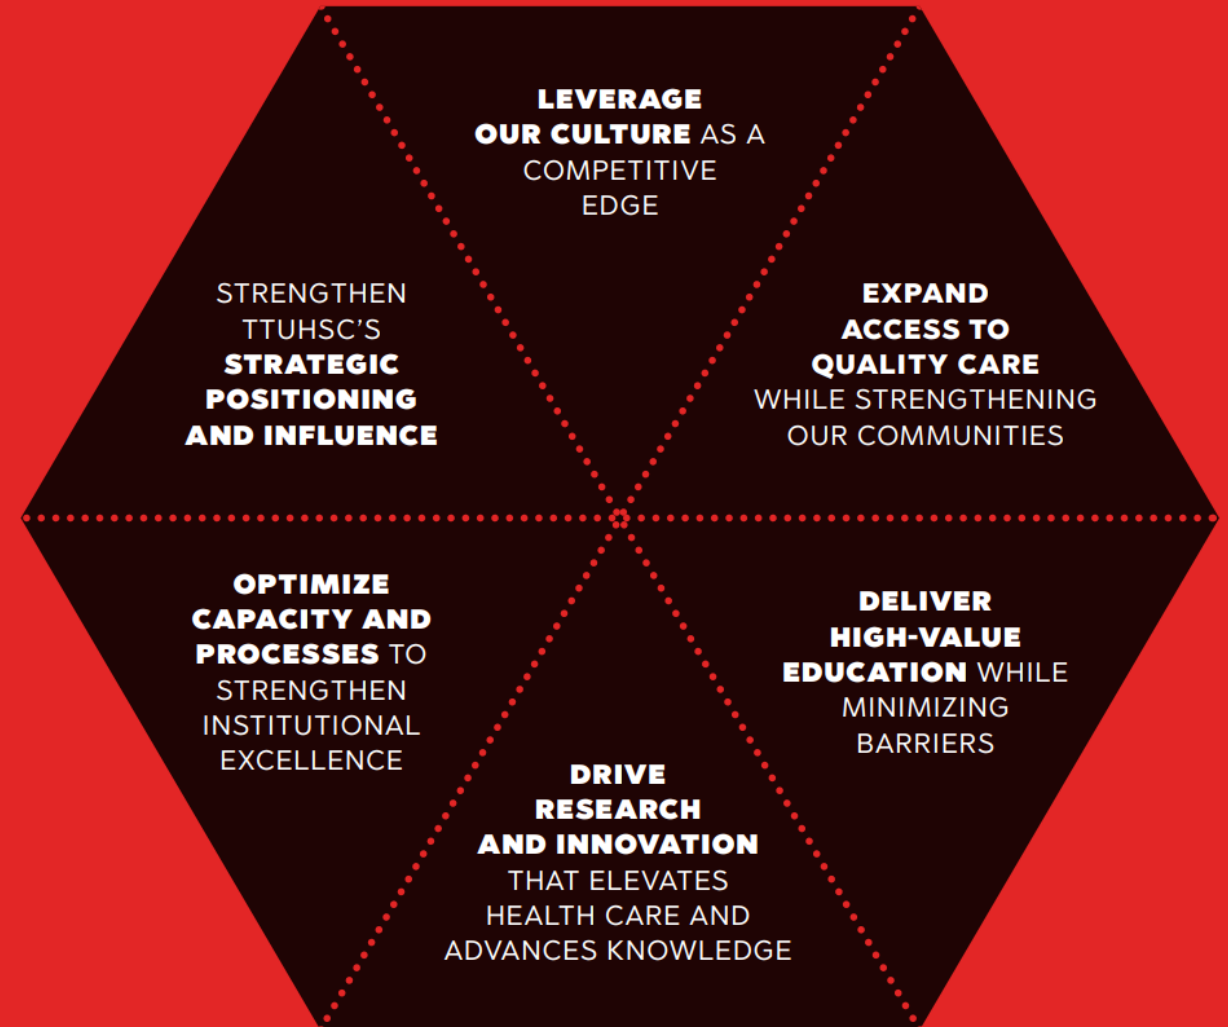 LEVERAGE
OUR CULTURE AS A
COMPETITIVE
EDGE
EXPAND
ACCESS TO
QUALITY CARE
WHILE STRENGTHENING
OUR COMMUNITIES
DELIVER
HIGH-VALUE
EDUCATION WHILE
MINIMIZING
BARRIERS
DRIVE
RESEARCH
AND INNOVATION
THAT ELEVATES
HEALTH CARE AND
ADVANCES KNOWLEDGE
OPTIMIZE
CAPACITY AND
PROCESSES TO
STRENGTHEN
INSTITUTIONAL
EXCELLENCE
STRENGTHEN
TTUHSC’S
STRATEGIC
POSITIONING
AND INFLUENCE